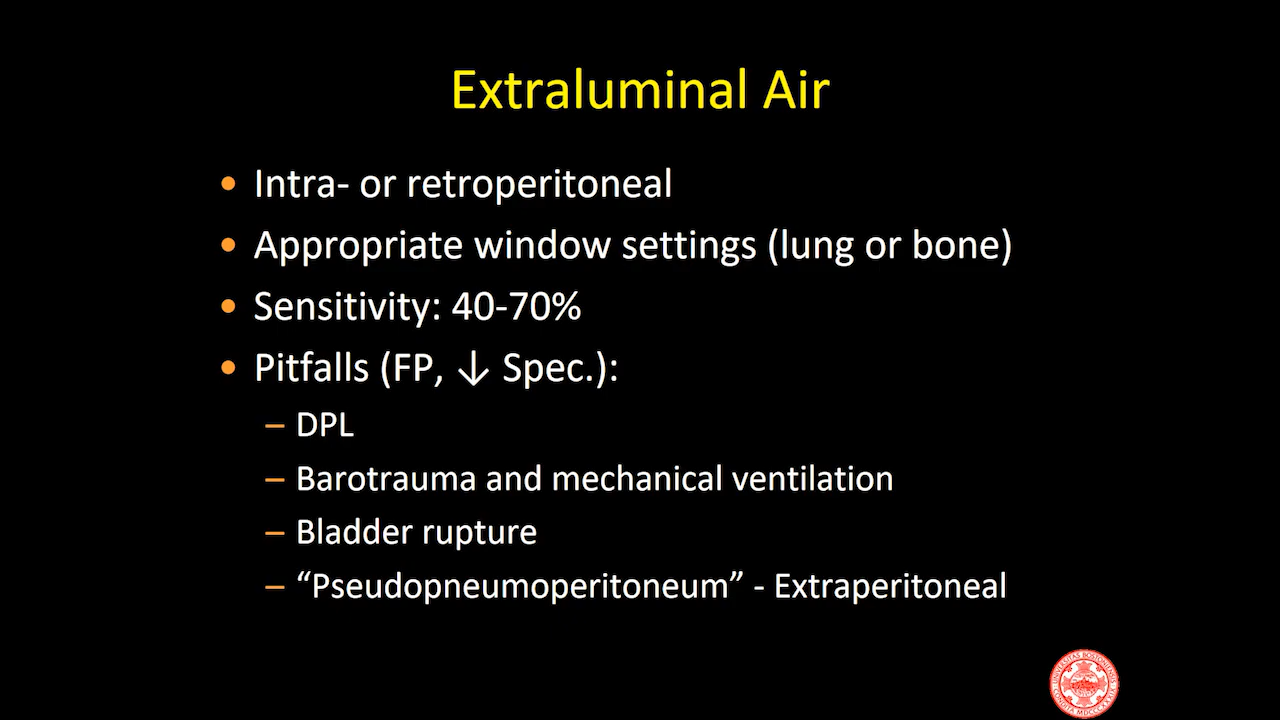 Extraluminal Air
• Intra- or retroperitoneal
• Appropriate window settings (lung or bone)
• Sensitivity: 40-70%
• Pitfalls (FP, ↓ Spec.):
– DPL
– Barotrauma and mechanical ventilation
– Bladder rupture
– “Pseudopneumoperitoneum” - Extraperitoneal